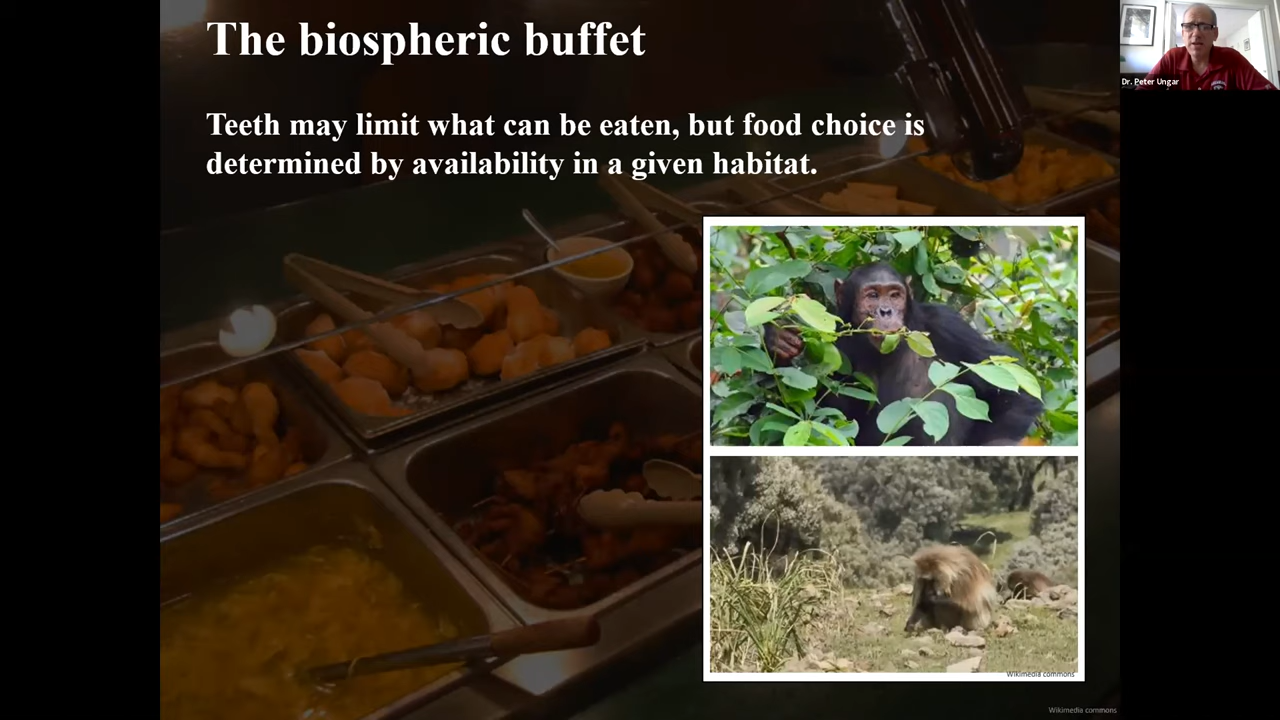 The biospheric buffet
Dr. Peter Ungar
Teeth may limit what can be eaten, but food choice is
determined by availability in a given habitat.
Wikimedia commons
Wikimedia commons